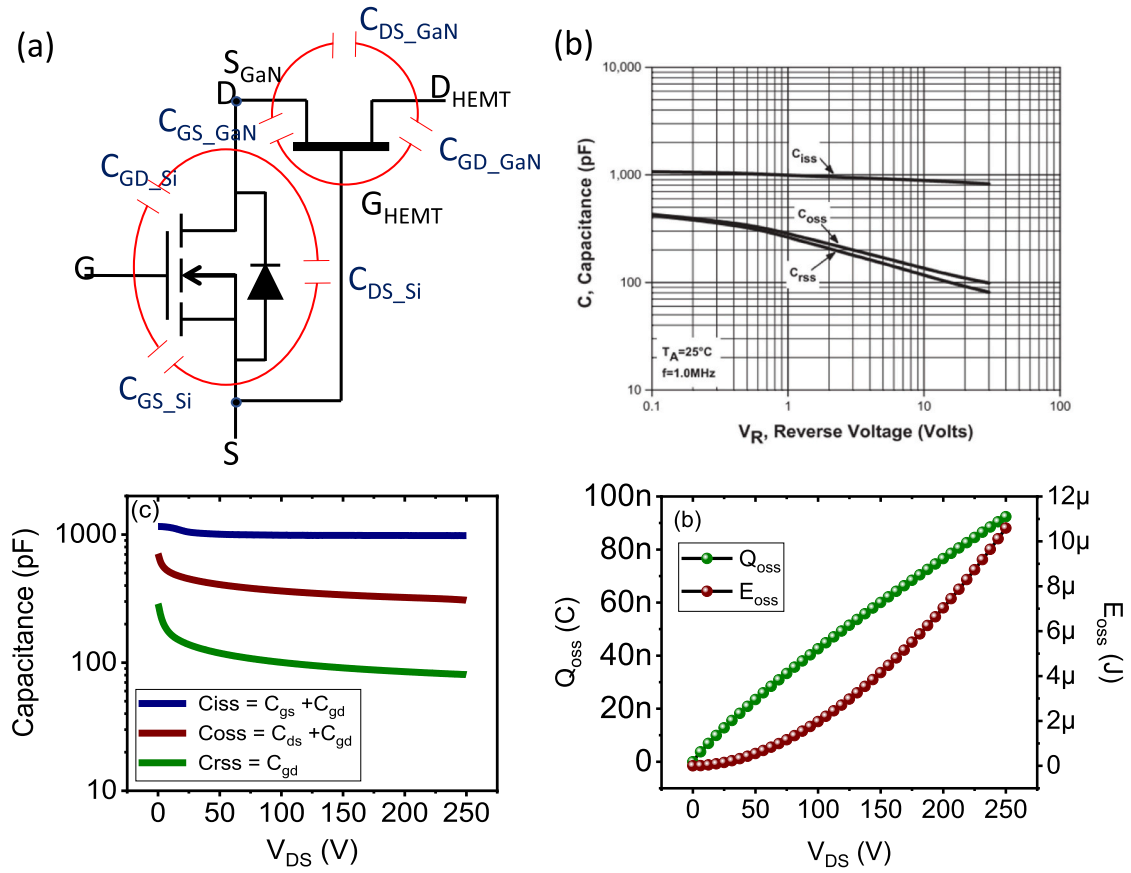 (a)
C_DS_GaN
S_GaN
D
D_HEMT
C_GS_GaN
C_GD_GaN
C_GD_Si
G_HEMT
G
C_DS_Si
C_GS_Si
S
(b)
10,000
1,000
100
10
C, Capacitance (pF)
C_iss
C_oss
C_rss
T_A=25°C
f=1.0MHz
0.1
1
10
100
V_R, Reverse Voltage (Volts)
(c)
1000
100
10
Capacitance (pF)
Ciss = C_gs +C_gd
Coss = C_ds +C_gd
Crss = C_gd
0 50 100 150 200 250
V_DS (V)
(b)
100n
80n
60n
40n
20n
0
Q_oss (C)
Q_oss
E_oss
12µ
10µ
8µ
6µ
4µ
2µ
0
E_oss (J)
0 50 100 150 200 250
V_DS (V)